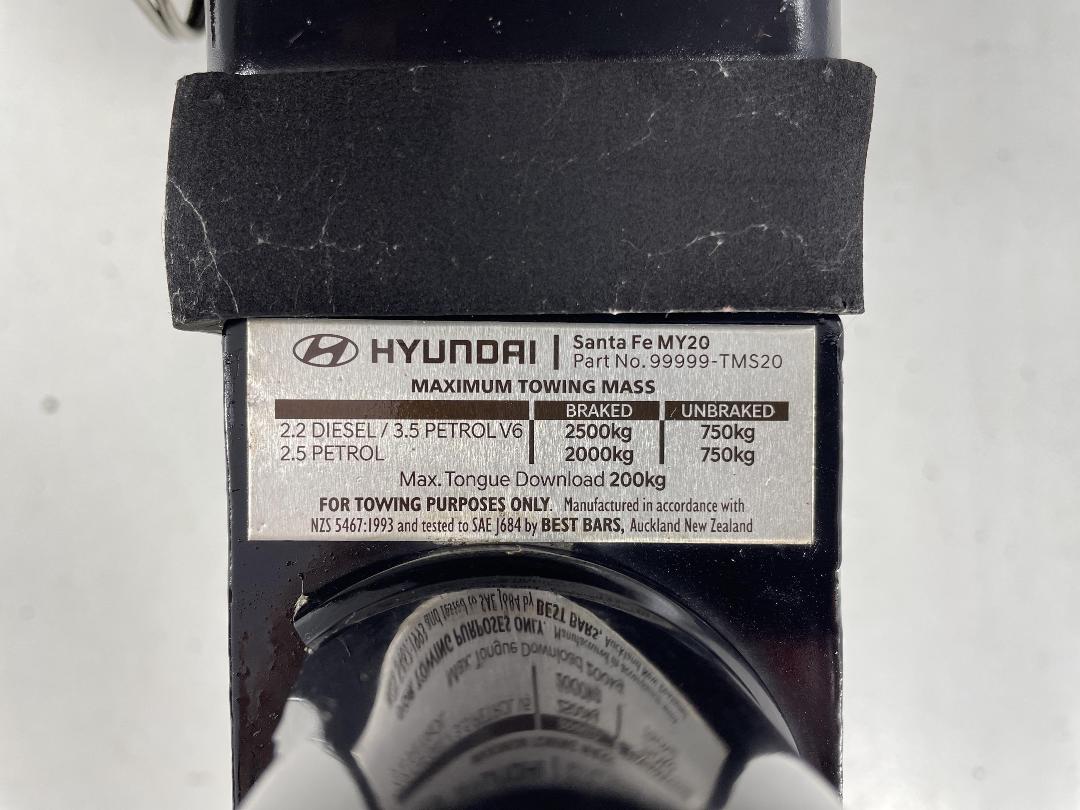 HYUNDAI | Santa Fe MY20
Part No. 99999-TMS20
MAXIMUM TOWING MASS
BRAKED UNBRAKED
2.2 DIESEL / 3.5 PETROL V6 2500kg 750kg
2.5 PETROL 2000kg 750kg
Max. Tongue Download 200kg
FOR TOWING PURPOSES ONLY. Manufactured in accordance with
NZS 5467:1993 and tested to SAE J684 by BEST BARS, Auckland New Zealand